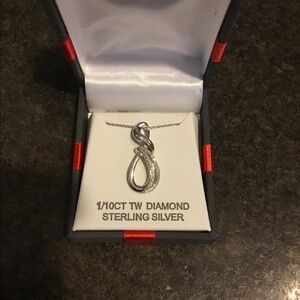 1/10CT TW DIAMOND
STERLING SILVER